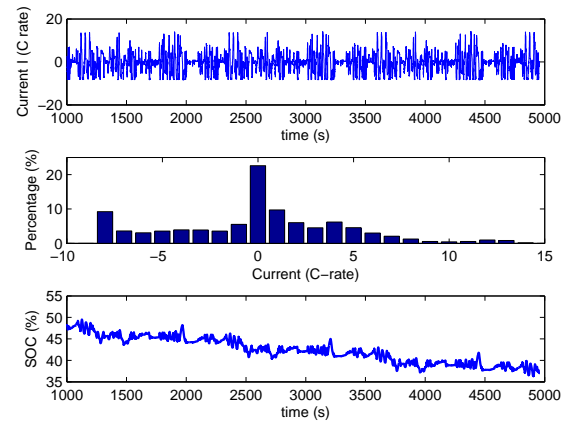 Current I (C rate)
20
0
−20
1000 1500 2000 2500 3000 3500 4000 4500 5000
time (s)
Percentage (%)
20
10
0
−10 −5 0 5 10 15
Current (C−rate)
SOC (%)
55
50
45
40
35
1000 1500 2000 2500 3000 3500 4000 4500 5000
time (s)